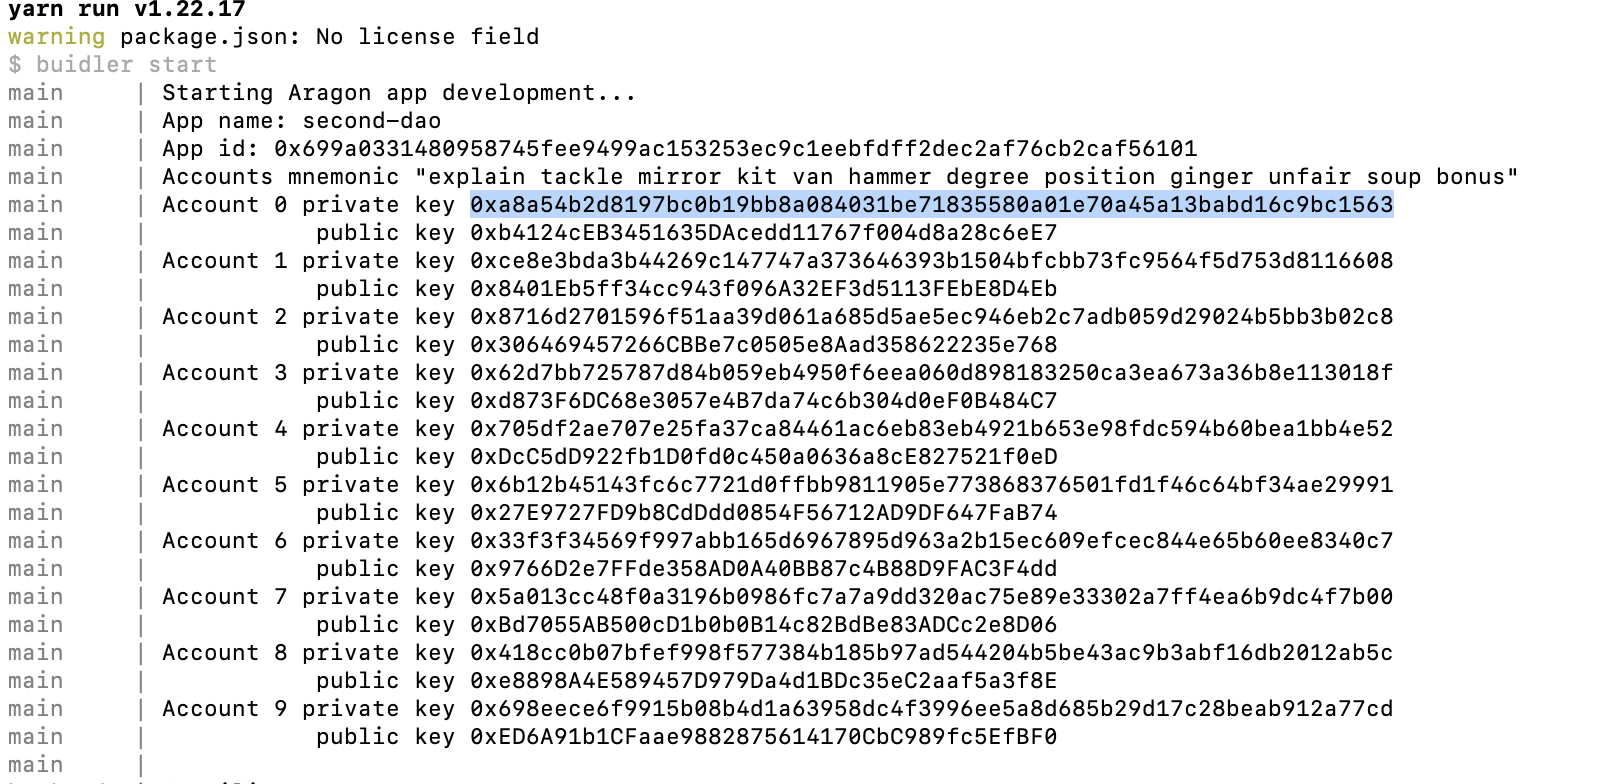 yarn run v1.22.17
warning package.json: No license field
$ buidler start
main | Starting Aragon app development...
main | App name: second-dao
main | App id: 0x699a0331480958745fee9499ac153253ec9c1eebfdff2dec2af76cb2caf56101
main | Accounts mnemonic "explain tackle mirror kit van hammer degree position ginger unfair soup bonus"
main | Account 0 private key 0xa8a54b2d8197bc0b19bb8a084031be71835580a01e70a45a13babd16c9bc1563
main | public key 0xb4124cEB3451635DAcedd11767f004d8a28c6eE7
main | Account 1 private key 0xce8e3bda3b44269c147747a373646393b1504bfcbb73fc9564f5d753d8116608
main | public key 0x8401Eb5ff34cc943f096A32EF3d5113FEbE8D4Eb
main | Account 2 private key 0x8716d2701596f51aa39d061a685d5ae5ec946eb2c7adb059d29024b5bb3b02c8
main | public key 0x306469457266CBBe7c0505e8Aad358622235e768
main | Account 3 private key 0x62d7bb725787d84b059eb4950f6eea060d898183250ca3ea673a36b8e113018f
main | public key 0xd873F6DC68e3057e4B7da74c6b304d0eF0B484C7
main | Account 4 private key 0x705df2ae707e25fa37ca84461ac6eb83eb4921b653e98fdc594b60bea1bb4e52
main | public key 0xDcC5dD922fb1D0fd0c450a0636a8cE827521f0eD
main | Account 5 private key 0x6b12b45143fc6c7721d0ffbb9811905e773868376501fd1f46c64bf34ae29991
main | public key 0x27E9727FD9b8CdDdd0854F56712AD9DF647FaB74
main | Account 6 private key 0x33f3f34569f997abb165d6967895d963a2b15ec609efcec844e65b60ee8340c7
main | public key 0x9766D2e7FFde358AD0A40BB87c4B88D9FAC3F4dd
main | Account 7 private key 0x5a013cc48f0a3196b0986fc7a7a9dd320ac75e89e33302a7ff4ea6b9dc4f7b00
main | public key 0xBd7055AB500cD1b0b0B14c82BdBe83ADCc2e8D06
main | Account 8 private key 0x418cc0b07bfef998f577384b185b97ad544204b5be43ac9b3abf16db2012ab5c
main | public key 0xe8898A4E589457D979Da4d1BDc35eC2aaf5a3f8E
main | Account 9 private key 0x698eece6f9915b08b4d1a63958dc4f3996ee5a8d685b29d17c28beab912a77cd
main | public key 0xED6A91b1CFaae9882875614170CbC989fc5EfBF0
main |